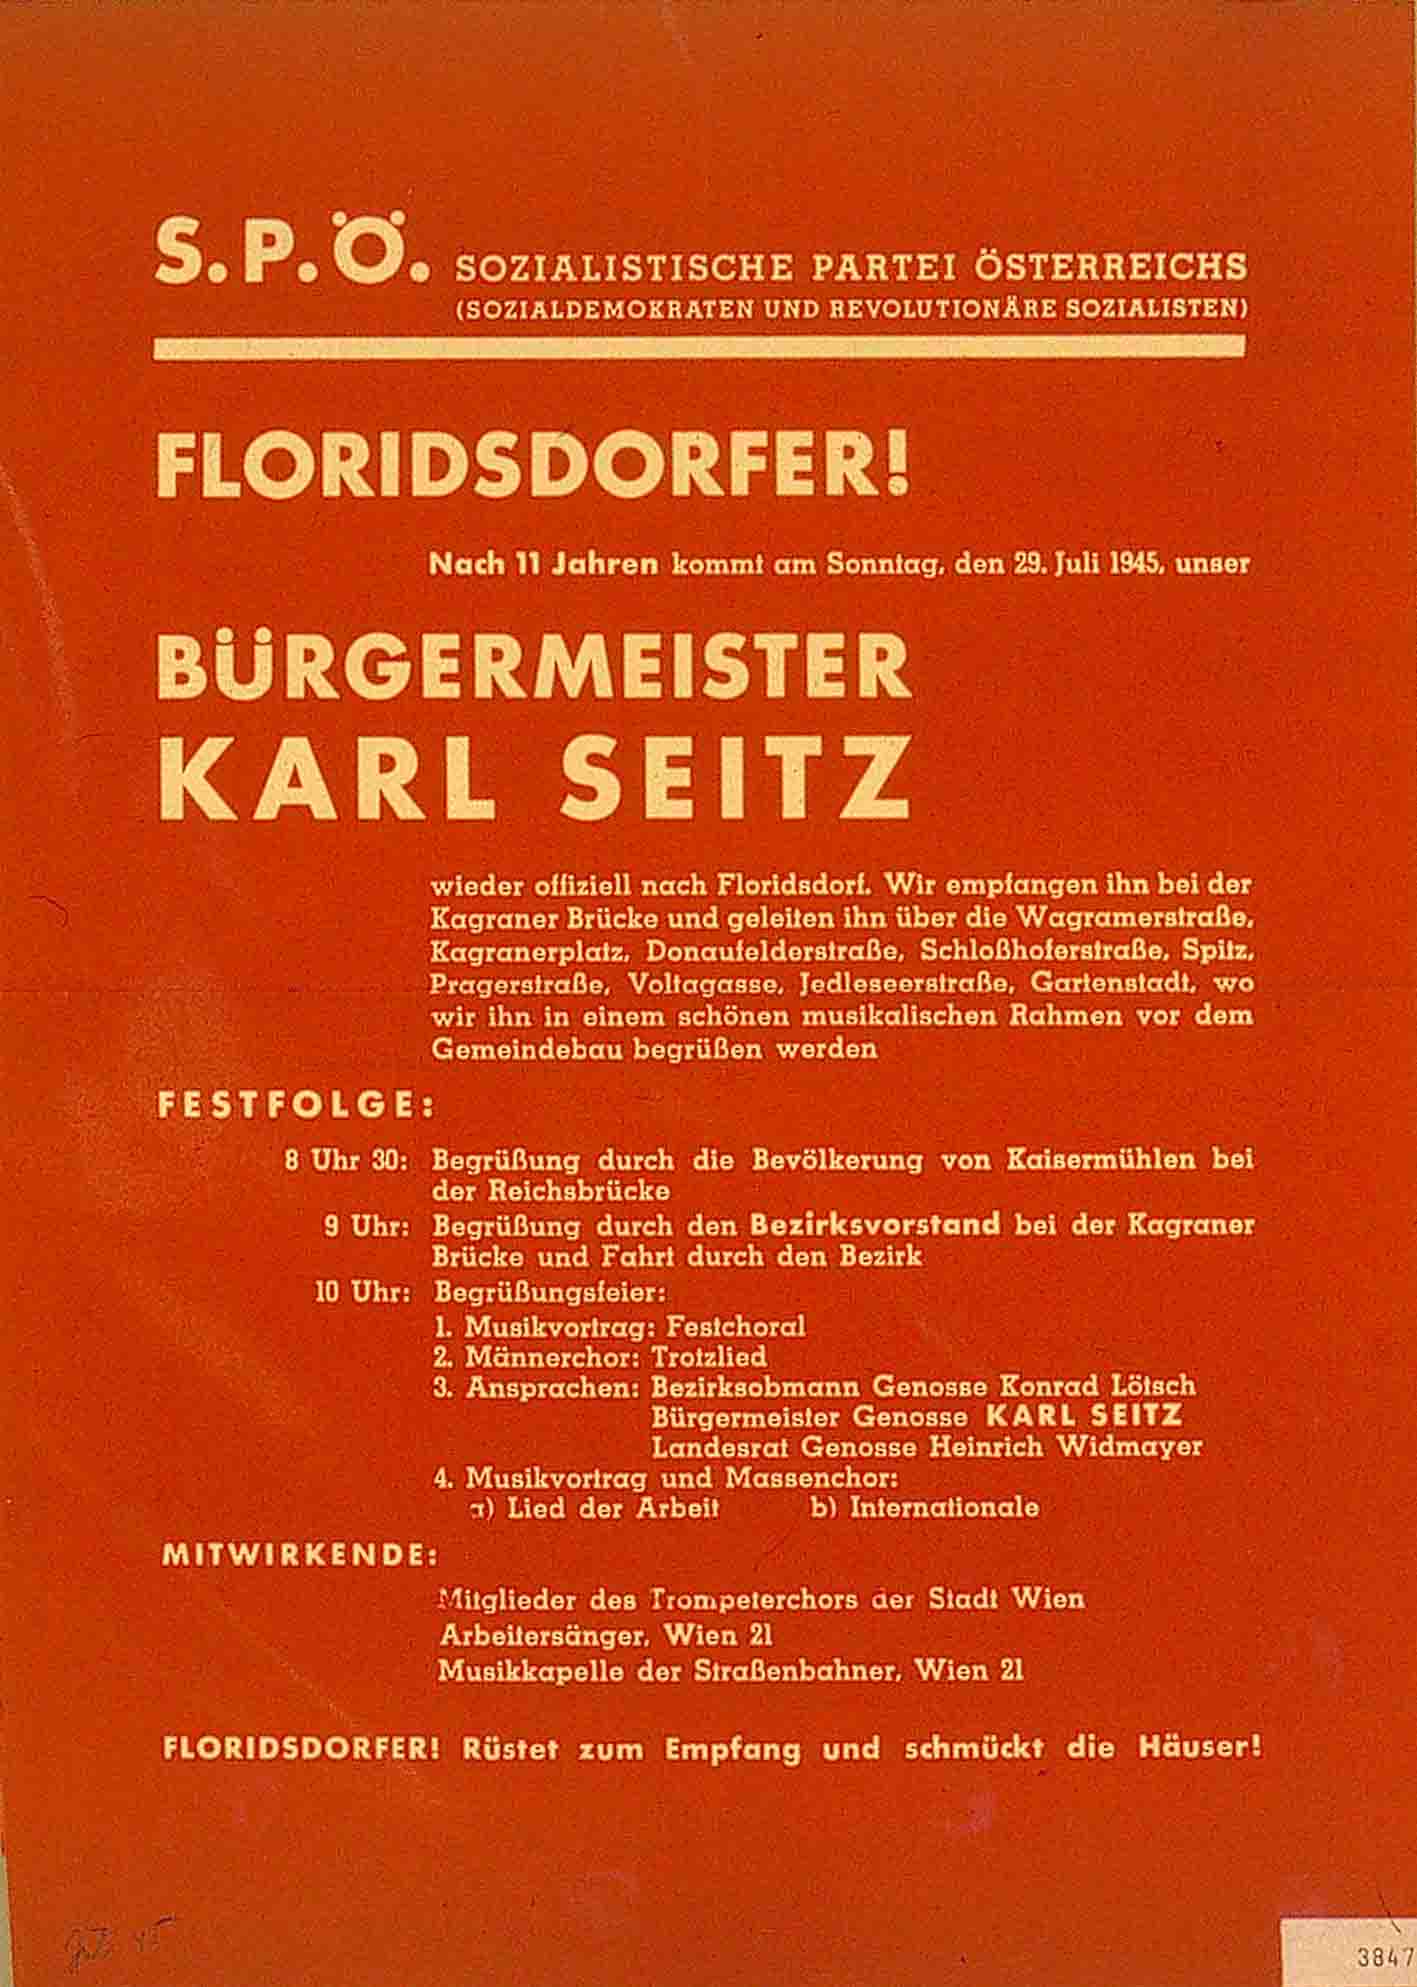 S.P.Ö. SOZIALISTISCHE PARTEI ÖSTERREICHS
(SOZIALDEMOKRATEN UND REVOLUTIONÄRE SOZIALISTEN)
FLORIDSDORFER!
Nach 11 Jahren kommt am Sonntag, den 29. Juli 1945, unser
BÜRGERMEISTER
KARL SEITZ
wieder offiziell nach Floridsdorf. Wir empfangen ihn bei der
Kagraner Brücke und geleiten ihn über die Wagramerstraße,
Kagranerplatz, Donaufelderstraße, Schloßhoferstraße, Spitz,
Pragerstraße, Voltagasse, Jedleseerstraße, Gartenstadt, wo
wir ihn in einem schönen musikalischen Rahmen vor dem
Gemeindebau begrüßen werden
FESTFOLGE:
8 Uhr 30: Begrüßung durch die Bevölkerung von Kaisermühlen bei
der Reichsbrücke
9 Uhr: Begrüßung durch den Bezirksvorstand bei der Kagraner
Brücke und Fahrt durch den Bezirk
10 Uhr: Begrüßungsfeier:
1. Musikvortrag: Festchoral
2. Männerchor: Trotzlied
3. Ansprachen: Bezirksobmann Genosse Konrad Lötsch
Bürgermeister Genosse KARL SEITZ
Landesrat Genosse Heinrich Widmayer
4. Musikvortrag und Massenchor:
a) Lied der Arbeit b) Internationale
MITWIRKENDE:
Mitglieder des Trompeterchors der Stadt Wien
Arbeitersänger, Wien 21
Musikkapelle der Straßenbahner, Wien 21
FLORIDSDORFER! Rüstet zum Empfang und schmückt die Häuser!
3847